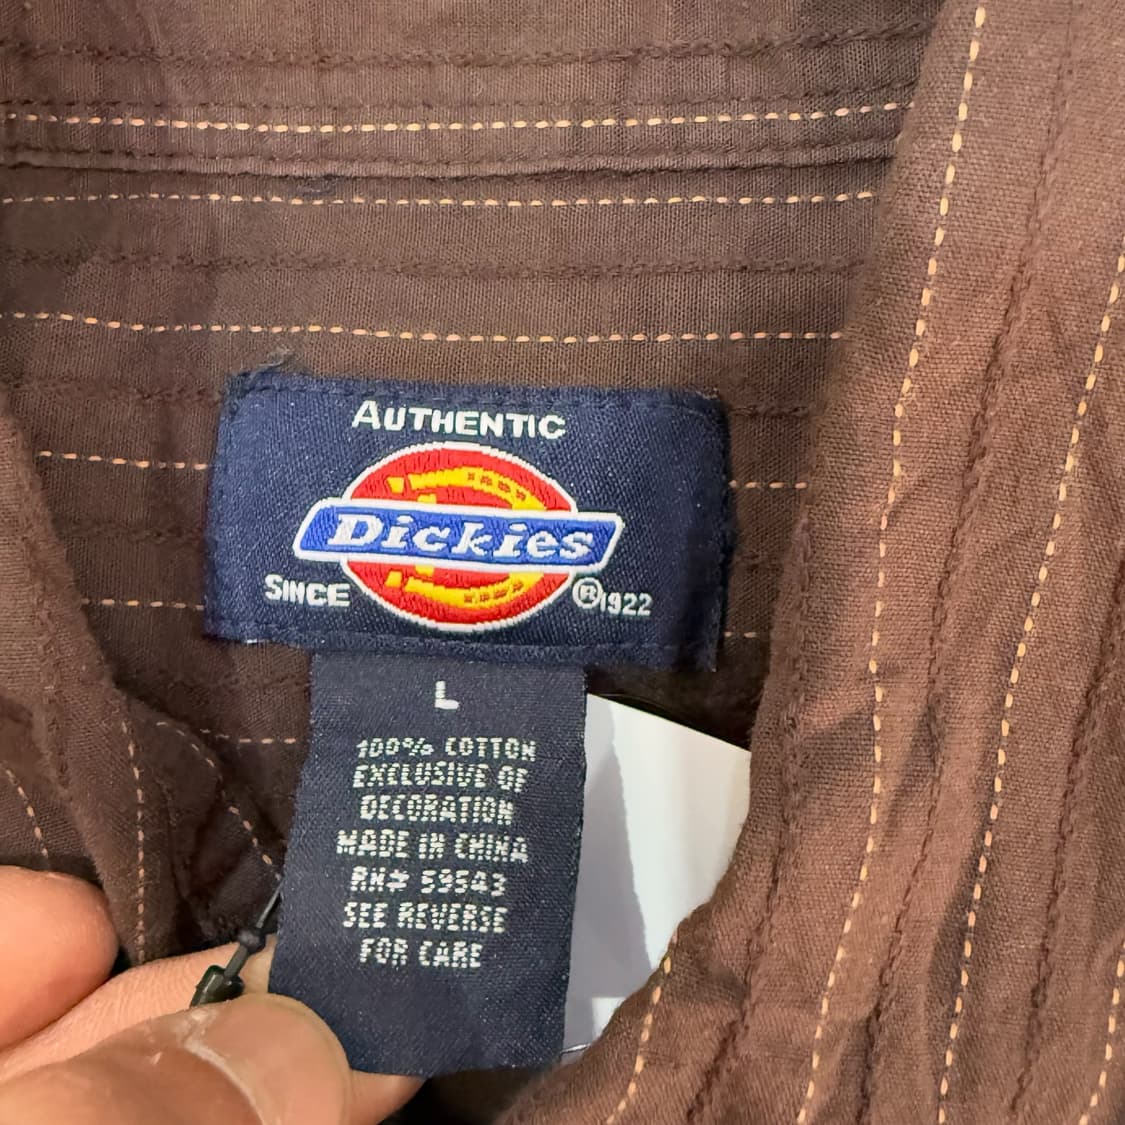 AUTHENTIC
Dickies
SINCE ®1922
L
100% COTTON
EXCLUSIVE OF
DECORATION
MADE IN CHINA
RN# 59543
SEE REVERSE
FOR CARE